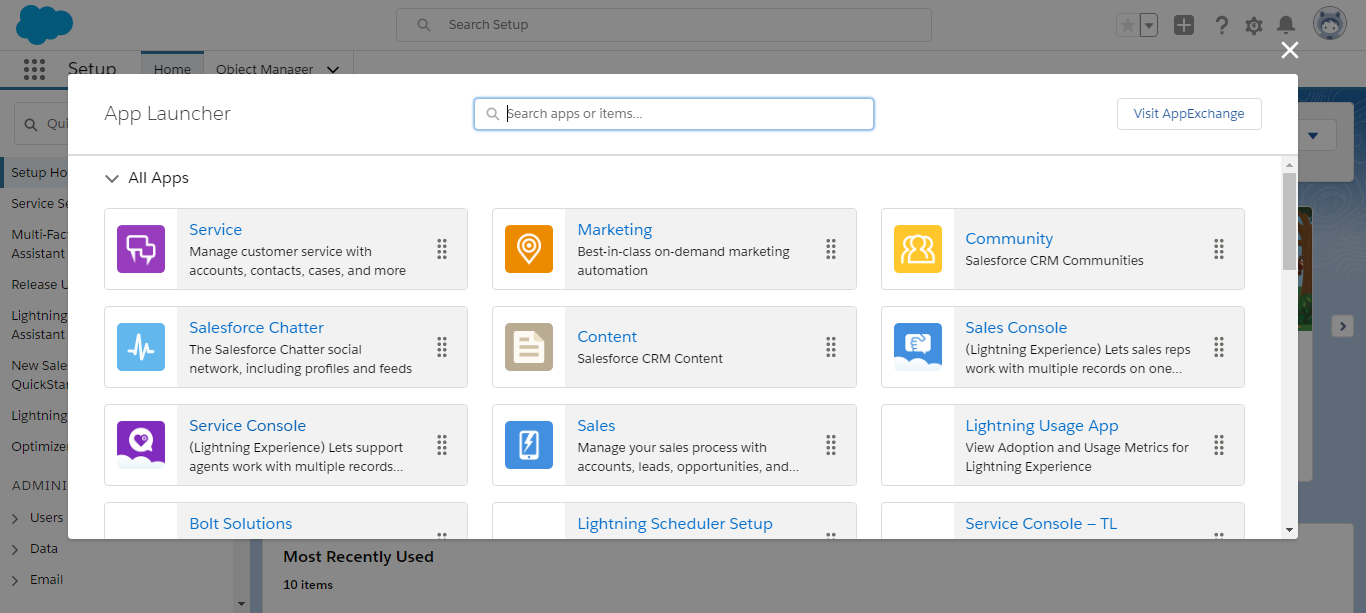 Search Setup
Setup
Home
Object Manager
App Launcher
Search apps or items...
Visit AppExchange
All Apps
Service
Manage customer service with
accounts, contacts, cases, and more
Marketing
Best-in-class on-demand marketing
automation
Community
Salesforce CRM Communities
Salesforce Chatter
The Salesforce Chatter social
network, including profiles and feeds
Content
Salesforce CRM Content
Sales Console
(Lightning Experience) Lets sales reps
work with multiple records on one...
Service Console
(Lightning Experience) Lets support
agents work with multiple records...
Sales
Manage your sales process with
accounts, leads, opportunities, and...
Lightning Usage App
View Adoption and Usage Metrics for
Lightning Experience
Bolt Solutions
Lightning Scheduler Setup
Service Console – TL
Qui
Setup Ho
Service Se
Multi-Fac
Assistant
Release U
Lightning
Assistant
New Sale
QuickStar
Lightning
Optimize
ADMINI
Users
Data
Email
Most Recently Used
10 items